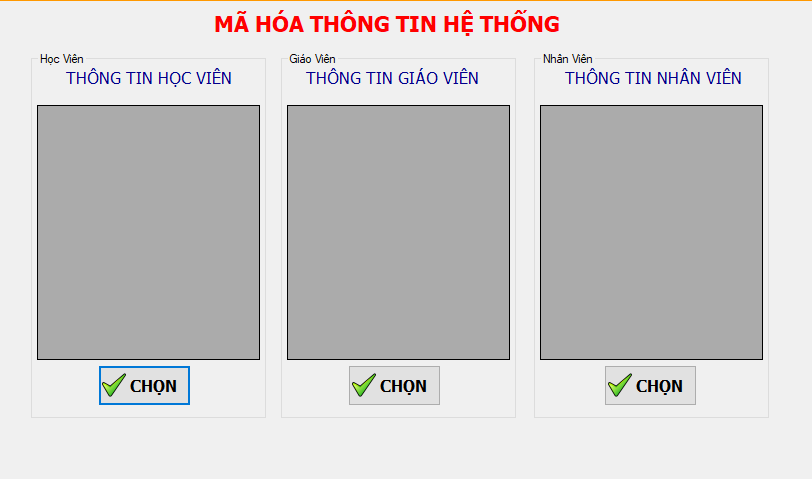 MÃ HÓA THÔNG TIN HỆ THỐNG
Học Viên
THÔNG TIN HỌC VIÊN
CHỌN
Giáo Viên
THÔNG TIN GIÁO VIÊN
CHỌN
Nhân Viên
THÔNG TIN NHÂN VIÊN
CHỌN